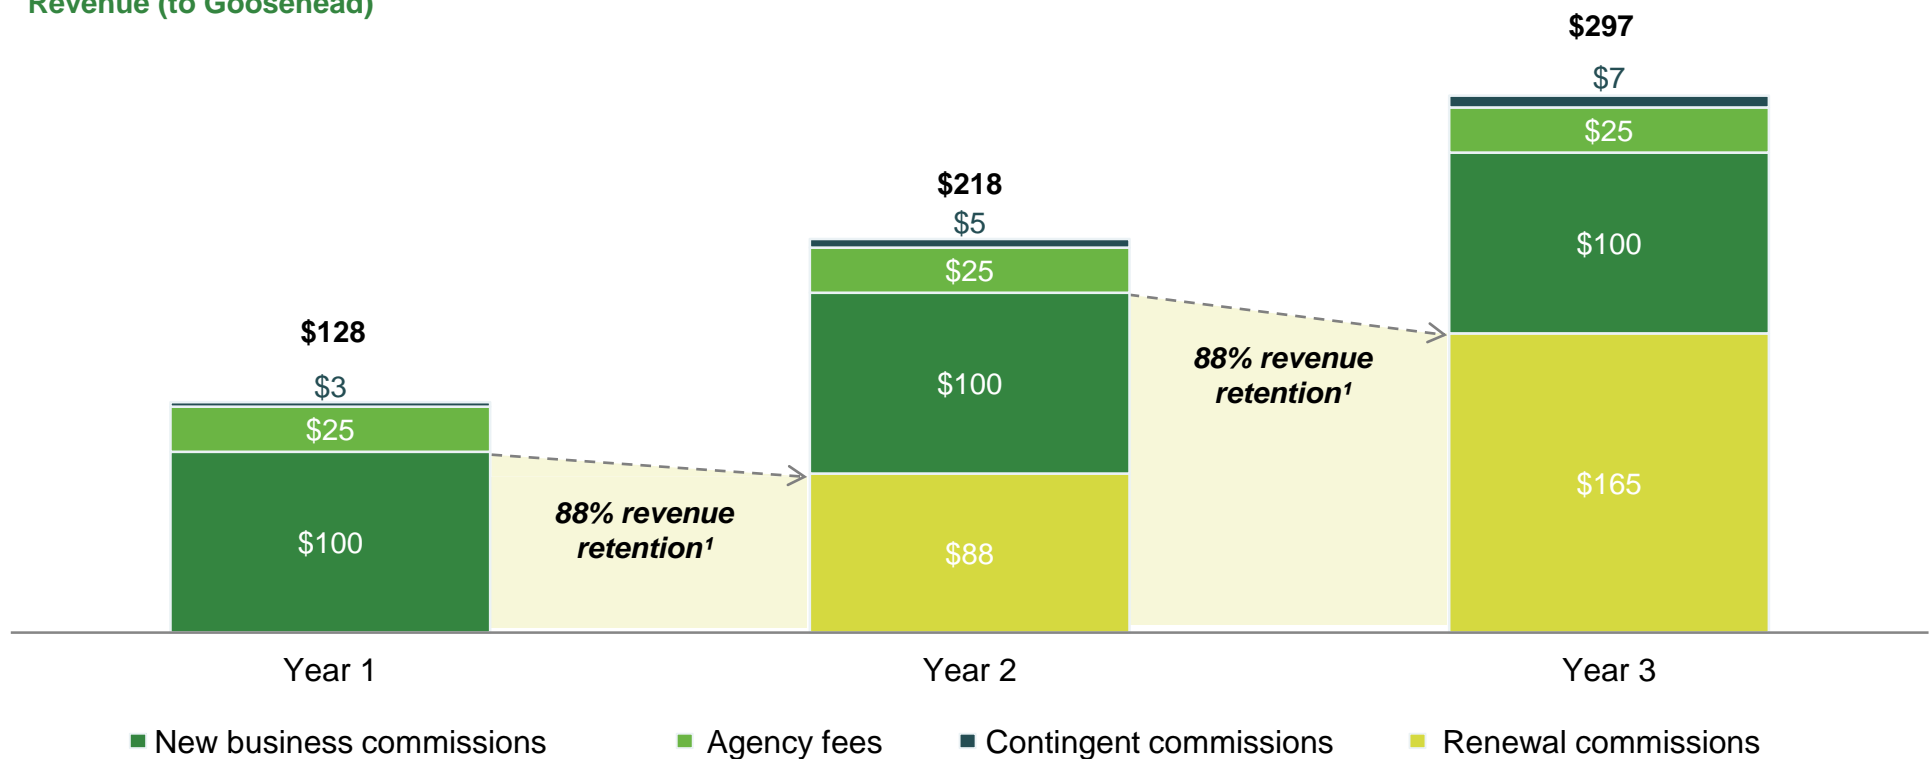 Revenue (to Goosehead)
$297
$7
$25
$100
$165
$218
$5
$25
$100
$88
$128
$3
$25
$100
88% revenue
retention¹
88% revenue
retention¹
Year 1
Year 2
Year 3
New business commissions
Agency fees
Contingent commissions
Renewal commissions